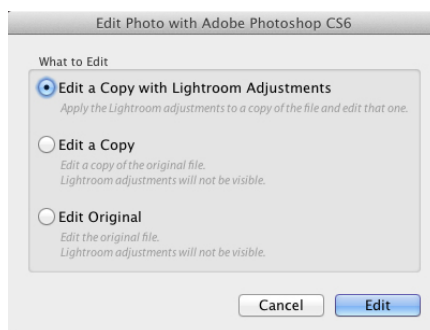 Edit Photo with Adobe Photoshop CS6
What to Edit
Edit a Copy with Lightroom Adjustments
Apply the Lightroom adjustments to a copy of the file and edit that one.
Edit a Copy
Edit a copy of the original file.
Lightroom adjustments will not be visible.
Edit Original
Edit the original file.
Lightroom adjustments will not be visible.
Cancel Edit